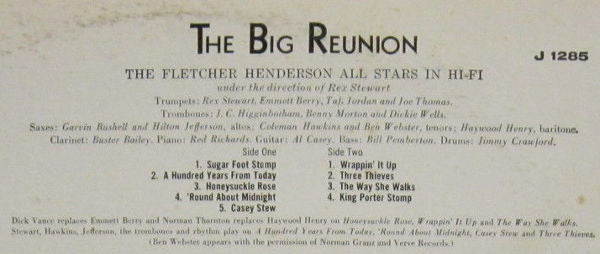 THE BIG REUNION
J 1285
THE FLETCHER HENDERSON ALL STARS IN HI-FI
under the direction of Rex Stewart
Trumpets: Rex Stewart, Emmett Berry, Taft Jordan and Joe Thomas.
Trombones: J. C. Higginbotham, Benny Morton and Dickie Wells.
Saxes: Garvin Bushell and Hilton Jefferson, altos; Coleman Hawkins and Ben Webster, tenors; Haywood Henry, baritone.
Clarinet: Buster Bailey. Piano: Red Richards. Guitar: Al Casey. Bass: Bill Pemberton. Drums: Jimmy Crawford.
Side One
1. Sugar Foot Stomp
2. A Hundred Years From Today
3. Honeysuckle Rose
4. 'Round About Midnight
5. Casey Stew
Side Two
1. Wrappin' It Up
2. Three Thieves
3. The Way She Walks
4. King Porter Stomp
Dick Vance replaces Emmett Berry and Norman Thornton replaces Haywood Henry on Honeysuckle Rose, Wrappin' It Up and The Way She Walks.
Stewart, Hawkins, Jefferson, the trombones and rhythm play on A Hundred Years From Today, 'Round About Midnight, Casey Stew and Three Thieves.
(Ben Webster appears with the permission of Norman Granz and Verve Records.)